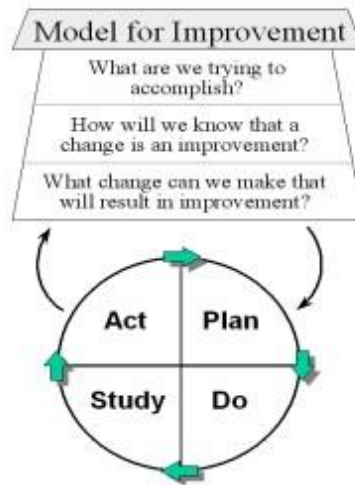 Model for Improvement
What are we trying to
accomplish?
How will we know that a
change is an improvement?
What change can we make that
will result in improvement?
Act
Plan
Study
Do